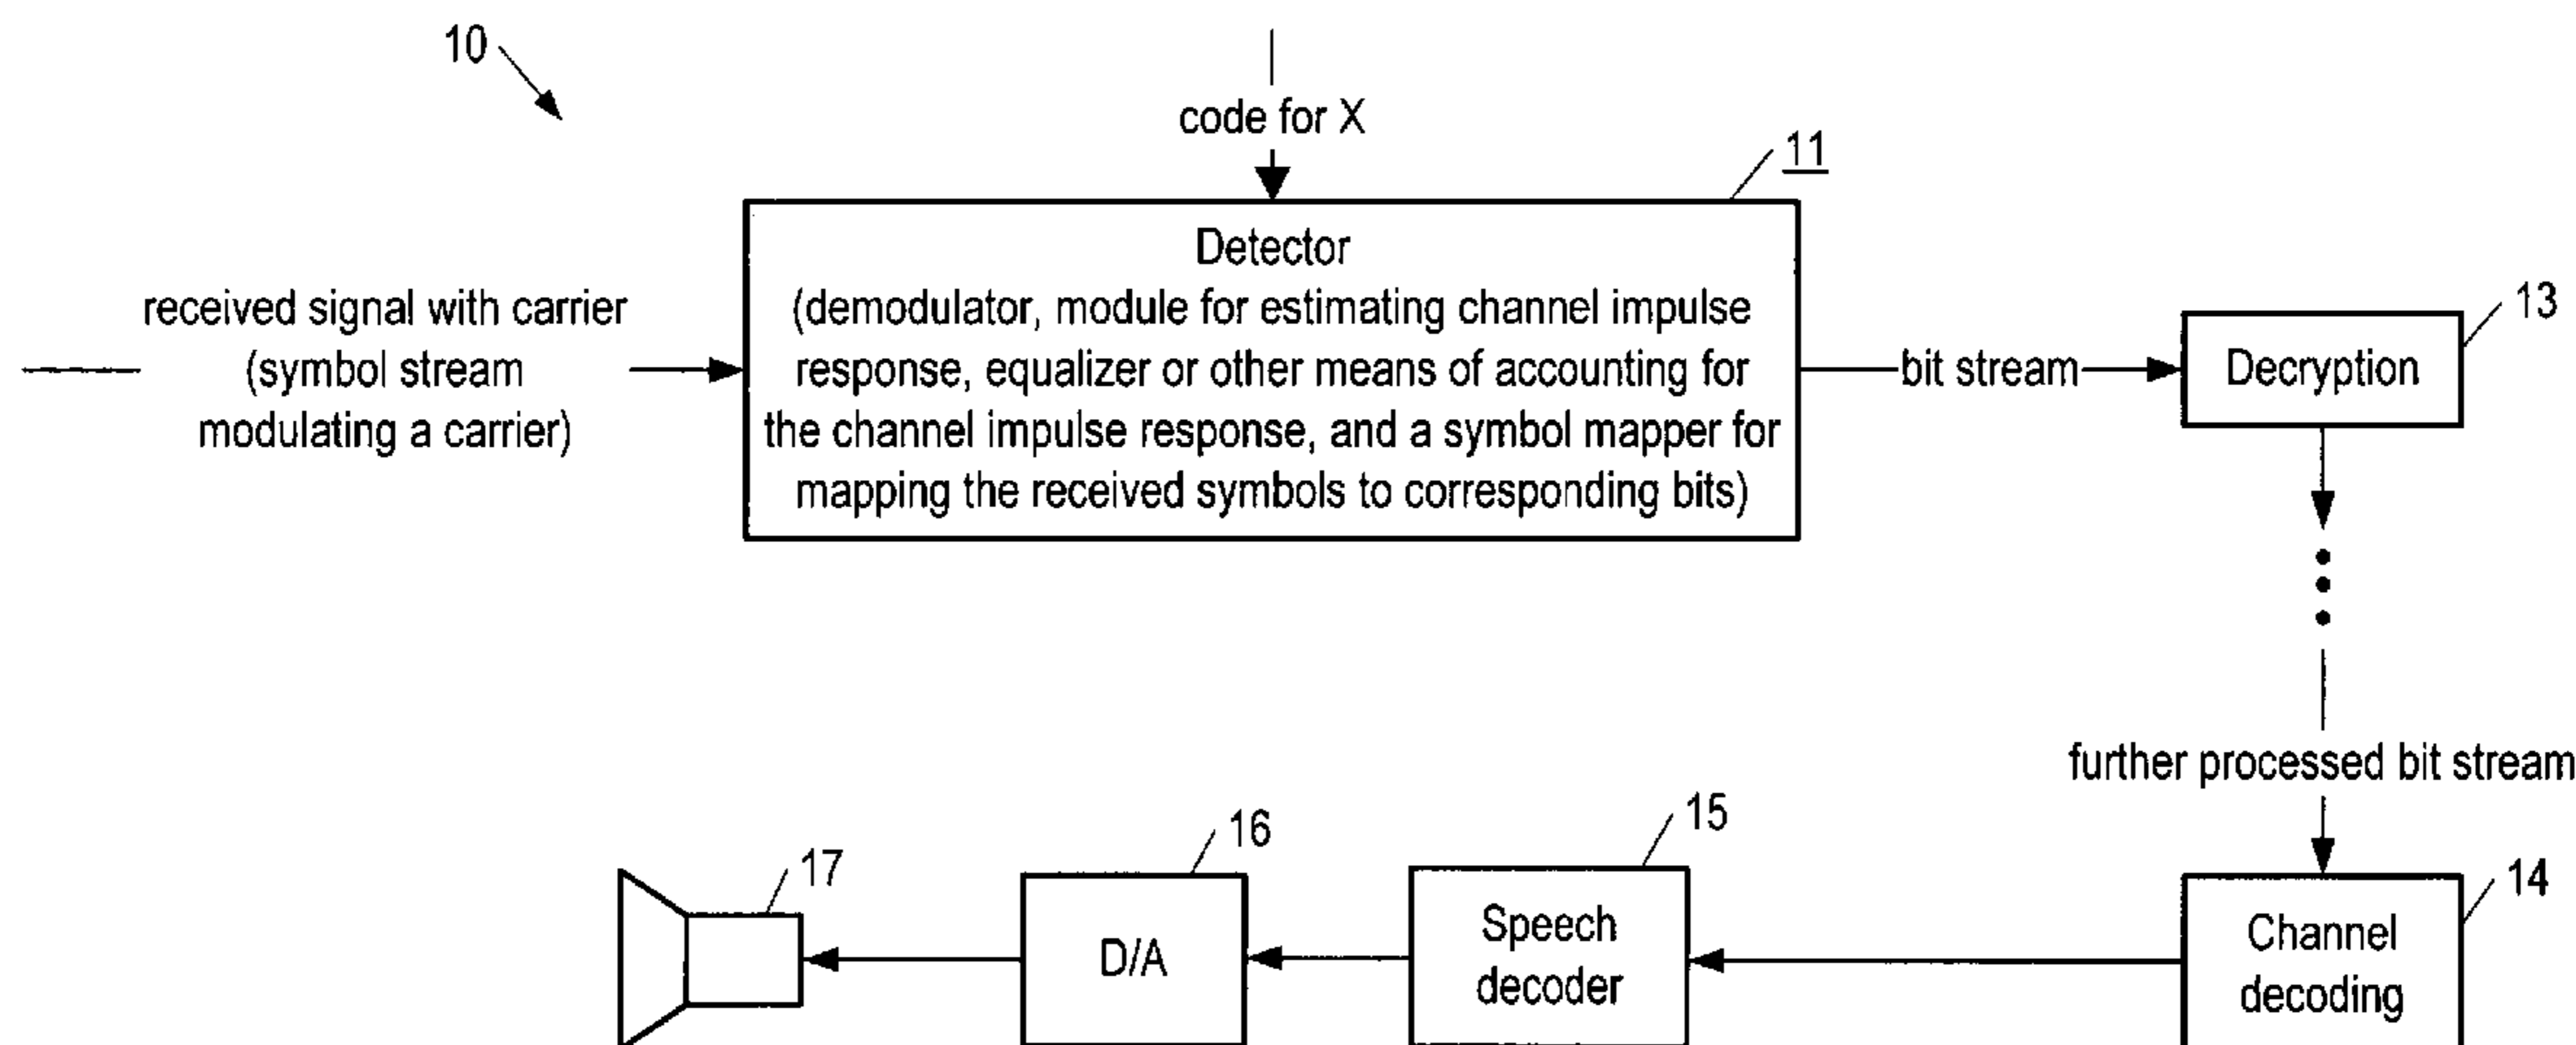 10
code for X
11
received signal with carrier
(symbol stream
modulating a carrier)
Detector
(demodulator, module for estimating channel impulse
response, equalizer or other means of accounting for
the channel impulse response, and a symbol mapper for
mapping the received symbols to corresponding bits)
bit stream
13
Decryption
further processed bit stream
14
Channel
decoding
15
Speech
decoder
16
D/A
17